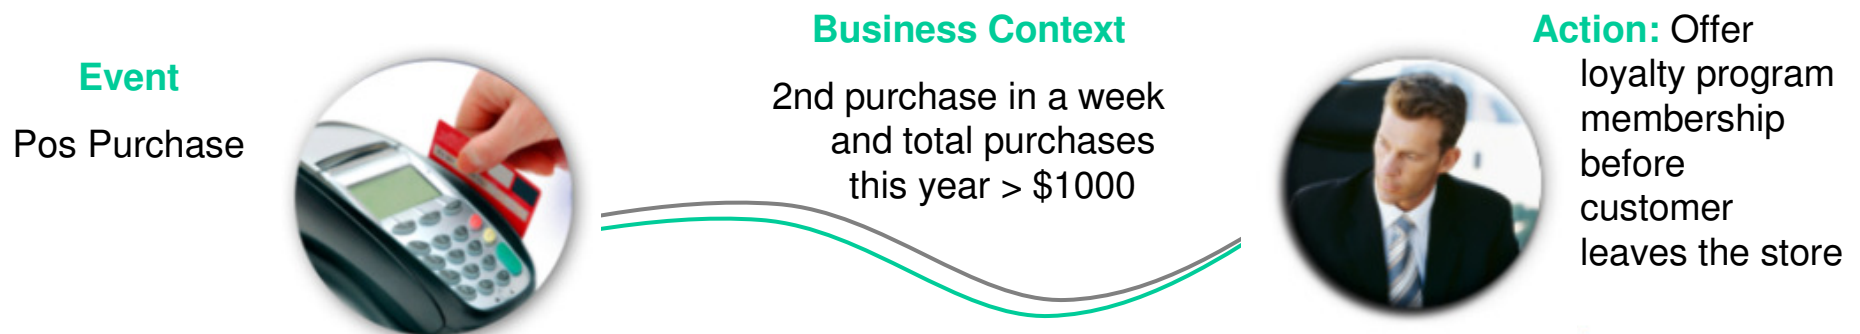 Event
Pos Purchase
Business Context
2nd purchase in a week
and total purchases
this year > $1000
Action: Offer
loyalty program
membership
before
customer
leaves the store